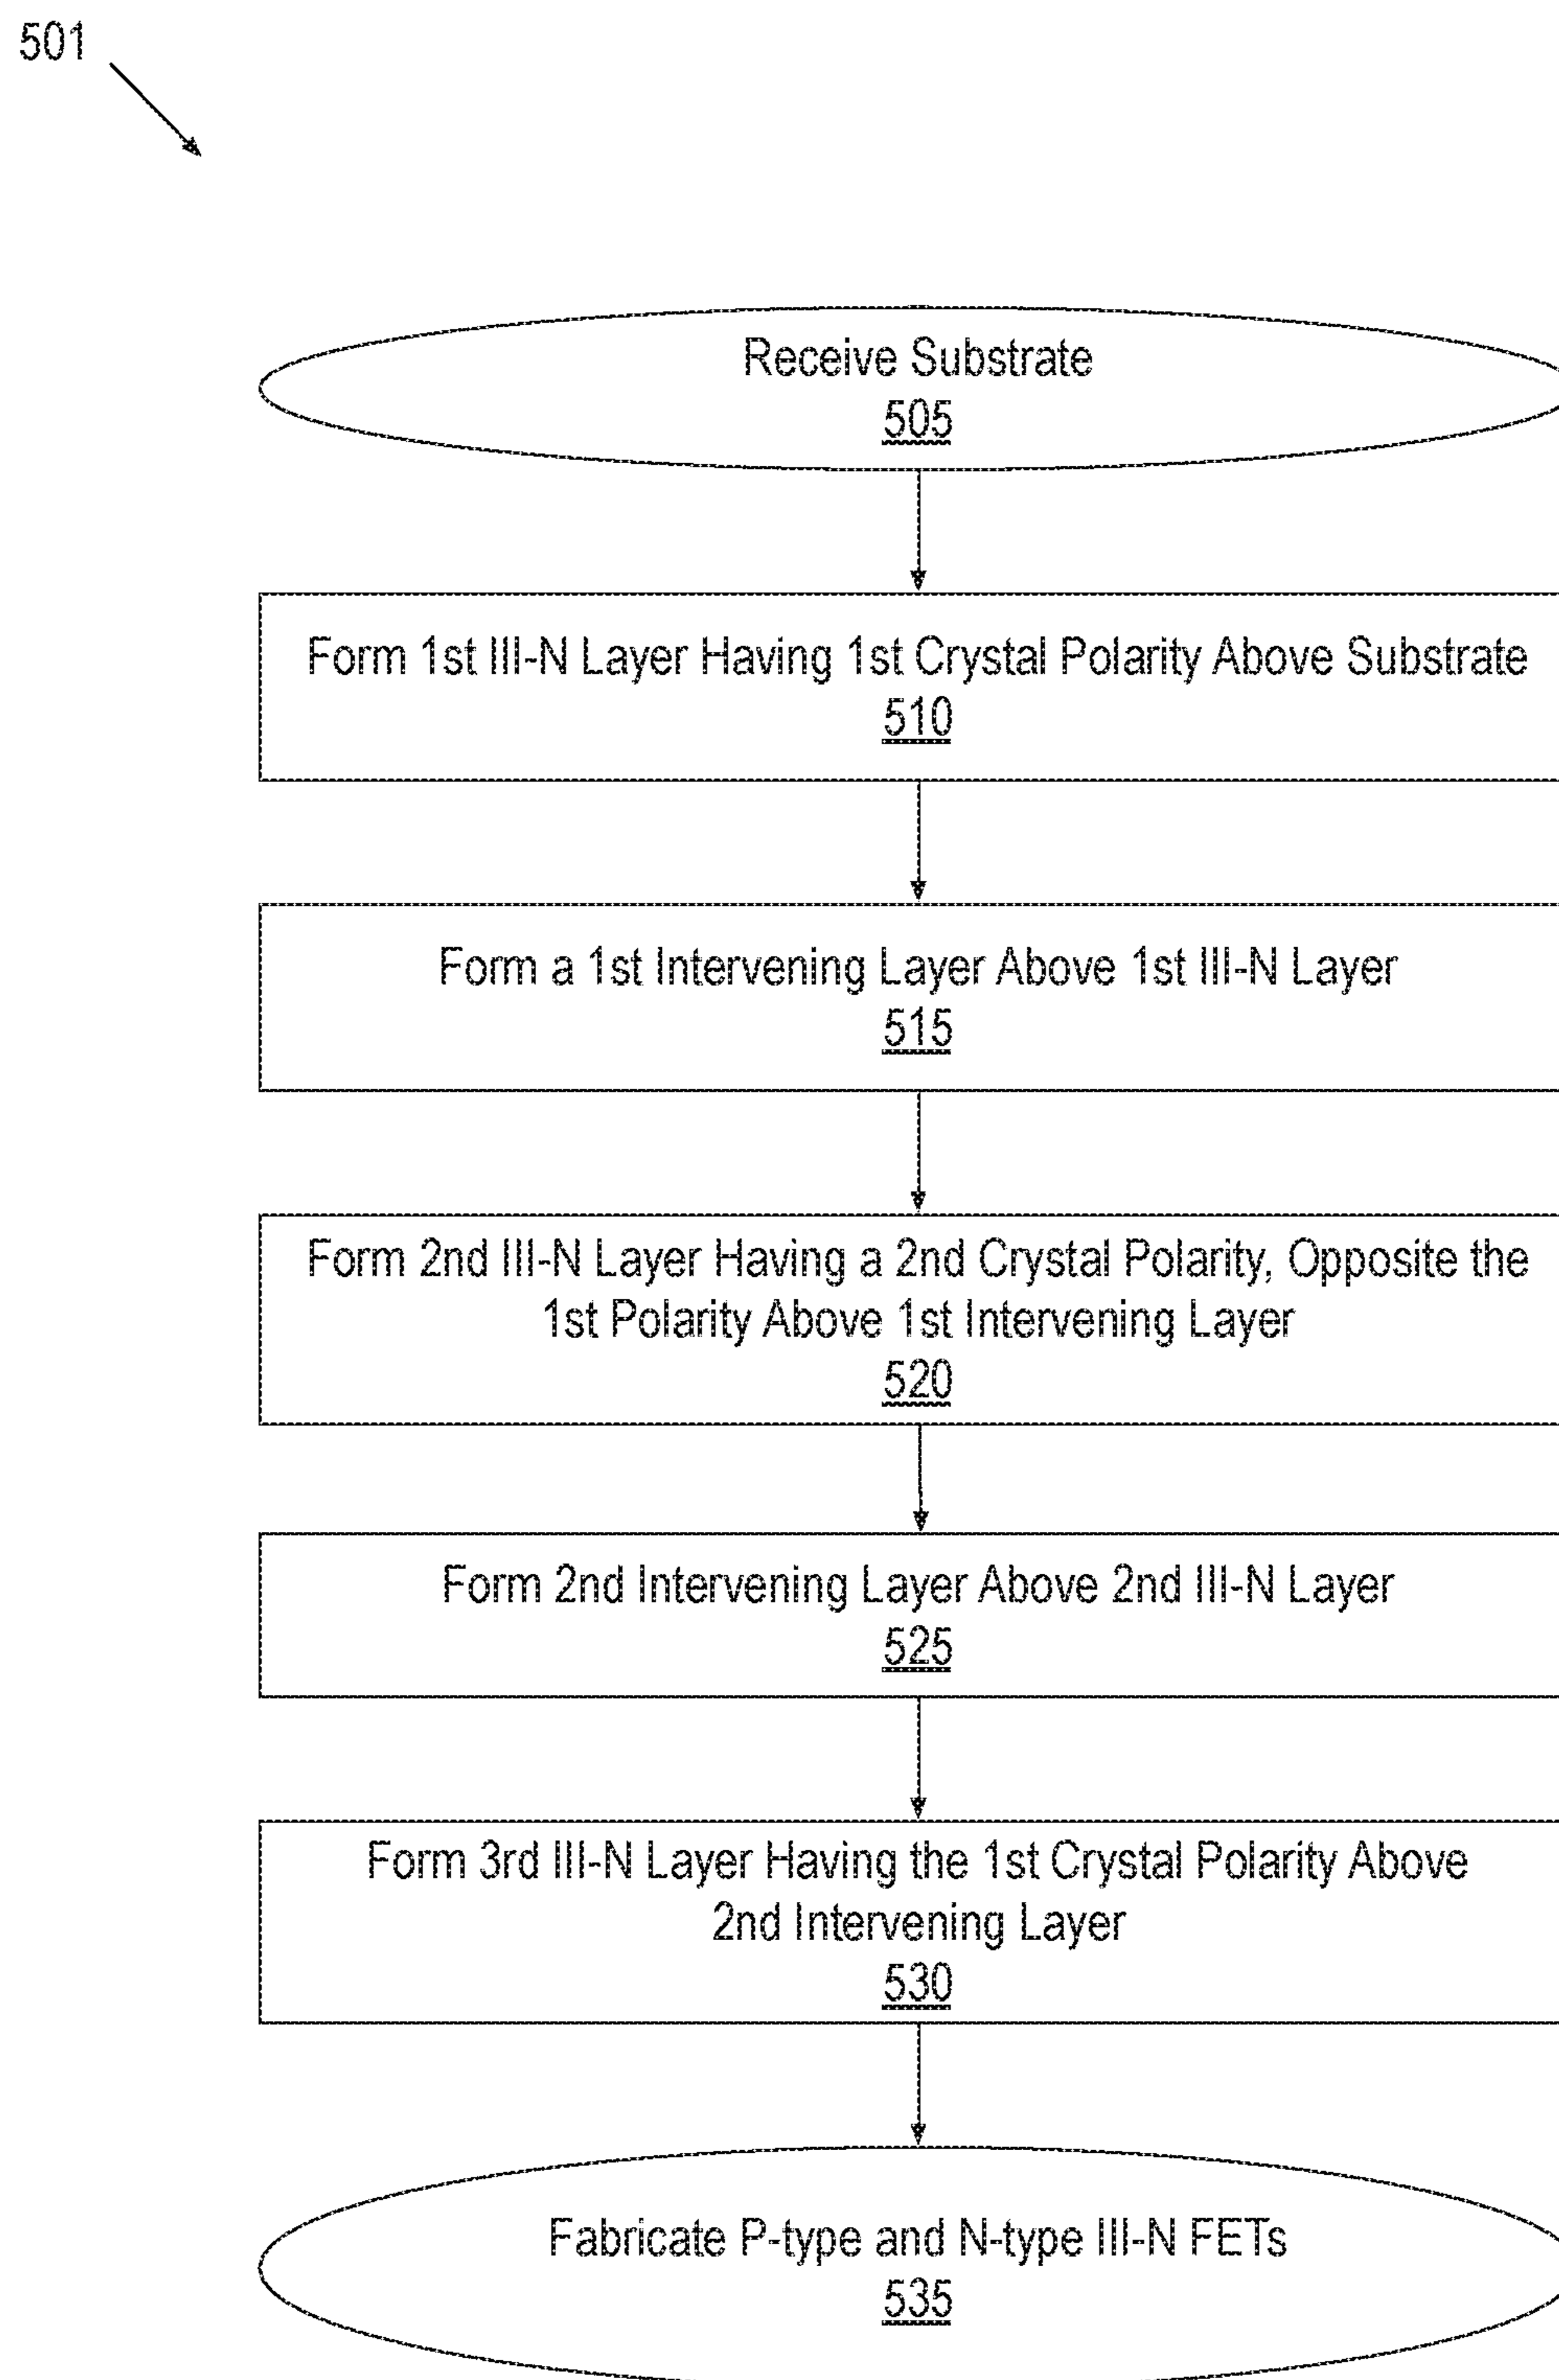 501
Receive Substrate
505
Form 1st III-N Layer Having 1st Crystal Polarity Above Substrate
510
Form a 1st Intervening Layer Above 1st III-N Layer
515
Form 2nd III-N Layer Having a 2nd Crystal Polarity, Opposite the
1st Polarity Above 1st Intervening Layer
520
Form 2nd Intervening Layer Above 2nd III-N Layer
525
Form 3rd III-N Layer Having the 1st Crystal Polarity Above
2nd Intervening Layer
530
Fabricate P-type and N-type III-N FETs
535